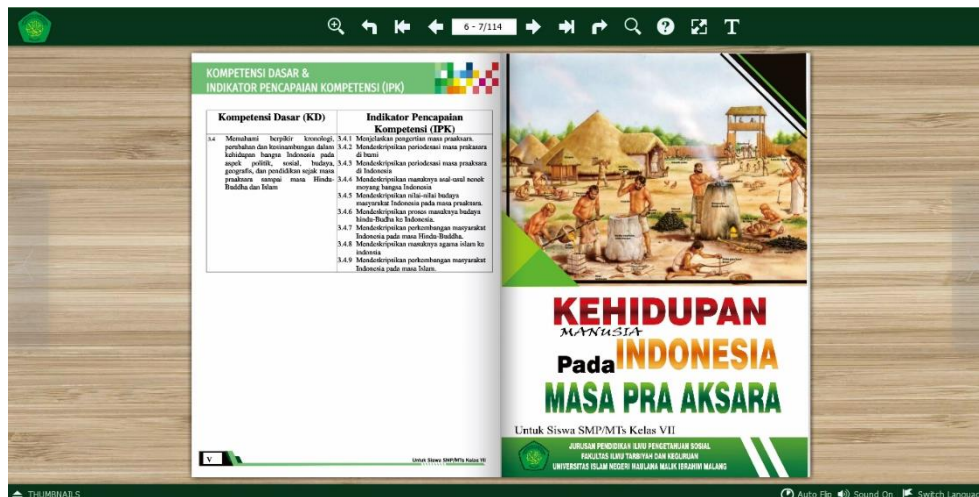 6 - 7/114
T
KOMPETENSI DASAR &
INDIKATOR PENCAPAIAN KOMPETENSI (IPK)
Kompetensi Dasar (KD)
3.4 Memahami berpikir kronologi,
perubahan dan kesinambungan dalam
kehidupan bangsa Indonesia pada
aspek politik, sosial, budaya,
geografis, dan pendidikan sejak masa
praaksara sampai masa Hindu-
Buddha dan Islam
Indikator Pencapaian
Kompetensi (IPK)
3.4.1 Menjelaskan pengertian masa praaksara.
3.4.2 Mendeskripsikan periodesasi masa prakasara
di bumi
3.4.3 Mendeskripsikan periodesasi masa praaksara
di Indonesia
3.4.6 Mendeskripsikan masuknya asal-usul nenek
moyang bangsa Indonesia
3.4.5 Mendeskripsikan nilai-nilai budaya
masyarakat Indonesia pada masa praaksara.
3.4.6 Mendeskripsikan proses masuknya budaya
hindu-Budha ke Indonesia.
3.4.7 Mendeskripsikan perkembangan masyarakat
Indonesia pada masa Hindu-Buddha.
3.4.8 Mendeskripsikan masuknya agama islam ke
indonsia
3.4.9 Mendeskripsikan perkembangan masyarakat
Indonesia pada masa Islam.
V
Untuk Siswa SMP/MTs Kelas VII
KEHIDUPAN
MANUSIA
Pada INDONESIA
MASA PRA AKSARA
Untuk Siswa SMP/MTs Kelas VII
JURUSAN PENDIDIKAN ILMU PENGETAHUAN SOSIAL
FAKULTAS ILMU TARBIYAH DAN KEGURUAN
UNIVERSITAS ISLAM NEGERI MAULANA MALIK IBRAHIM MALANG
THUMBNAILS
Auto Flip
Sound On
Switch Languag